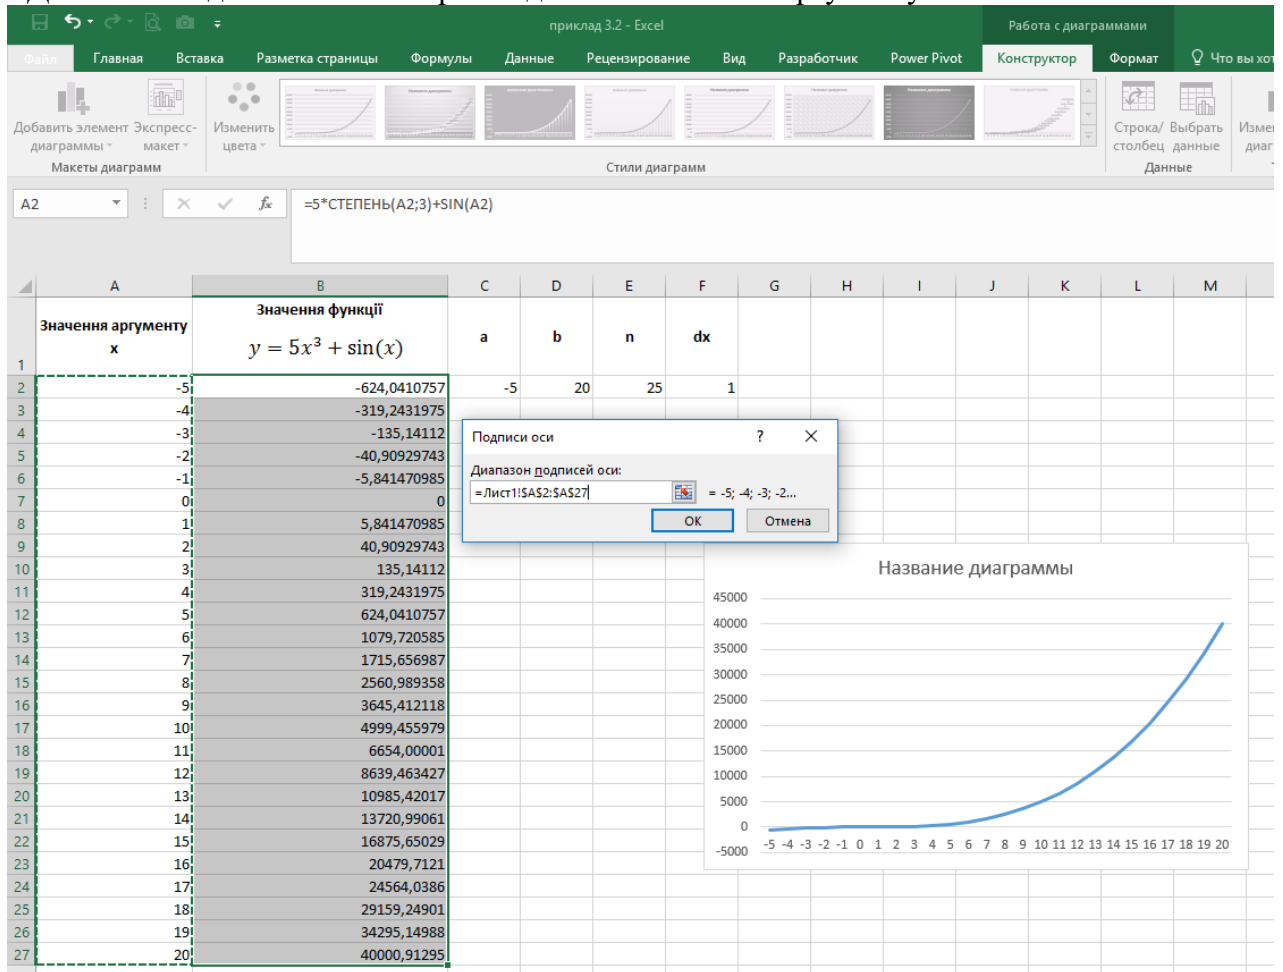 приклад 3.2 - Excel
Работа с диаграммами
Файл Главная Вставка Разметка страницы Формулы Данные Рецензирование Вид Разработчик Power Pivot Конструктор Формат Что вы хот
Добавить элемент диаграммы
Экспресс-макет
Изменить цвета
Строка/столбец
Выбрать данные
Макеты диаграмм
Стили диаграмм
Данные
A2 fx =5*СТЕПЕНЬ(A2;3)+SIN(A2)
A B C D E F G H I J K L M
1 Значення аргументу x Значення функції y = 5x³ + sin(x) a b n dx
2 -5 -624,0410757 -5 20 25 1
3 -4 -319,2431975
4 -3 -135,14112
5 -2 -40,90929743
6 -1 -5,841470985
7 0 0
8 1 5,841470985
9 2 40,90929743
10 3 135,14112
11 4 319,2431975
12 5 624,0410757
13 6 1079,720585
14 7 1715,656987
15 8 2560,989358
16 9 3645,412118
17 10 4999,455979
18 11 6654,00001
19 12 8639,463427
20 13 10985,42017
21 14 13720,99061
22 15 16875,65029
23 16 20479,7121
24 17 24564,0386
25 18 29159,24901
26 19 34295,14988
27 20 40000,91295
Подписи оси ?
Диапазон подписей оси:
=Лист1!$A$2:$A$27 = -5; -4; -3; -2...
ОК Отмена
Название диаграммы
45000
40000
35000
30000
25000
20000
15000
10000
5000
0
-5000
-5 -4 -3 -2 -1 0 1 2 3 4 5 6 7 8 9 10 11 12 13 14 15 16 17 18 19 20